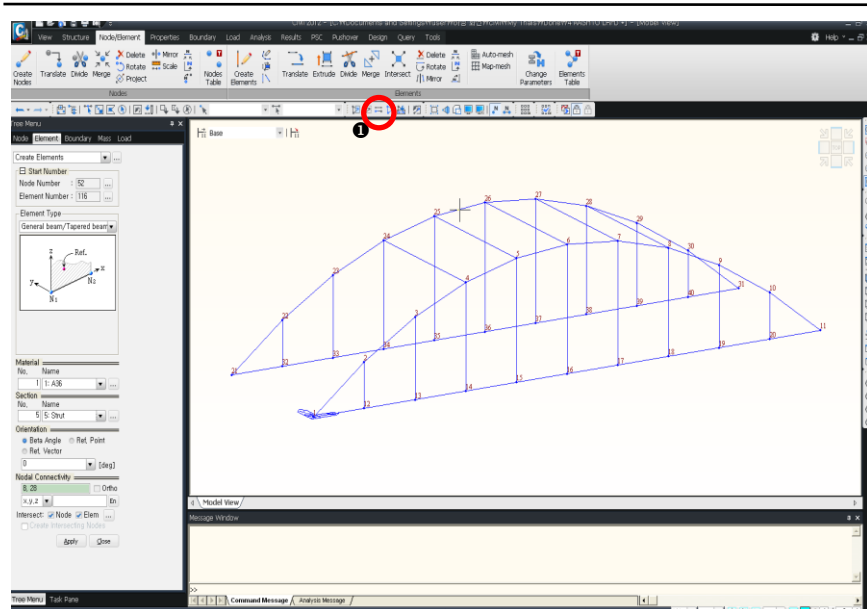 View Structure Node/Element Properties Boundary Load Analysis Results PSC Pushover Design Query Tools Help
Create Nodes
Translate
Divide
Merge
Delete
Rotate
Project
Mirror
Scale
Nodes Table
Create Elements
Translate
Extrude
Divide
Merge
Intersect
Delete
Rotate
Mirror
Auto-mesh
Map-mesh
Change Parameters
Elements Table
Nodes
Elements
❶
Tree Menu
Node Element Boundary Mass Load
Create Elements
Start Number
Node Number : 52
Element Number : 116
Element Type
General beam/Tapered beam
z
Ref.
x
y
N1
N2
Material
No. Name
1 1: A36
Section
No. Name
5 5: Strut
Orientation
Beta Angle Ref. Point
Ref. Vector
0 [deg]
Nodal Connectivity
8, 28 Ortho
x,y,z En
Intersect: Node Elem
Create Intersecting Nodes
Apply Close
Tree Menu Task Pane
Base
26
27
28
25
29
24
30
23
22
21
31
32
33
34
35
36
37
38
39
40
1
2
3
4
5
6
7
8
9
10
11
12
13
14
15
16
17
18
19
20
Model View
Message Window
>>
Command Message Analysis Message